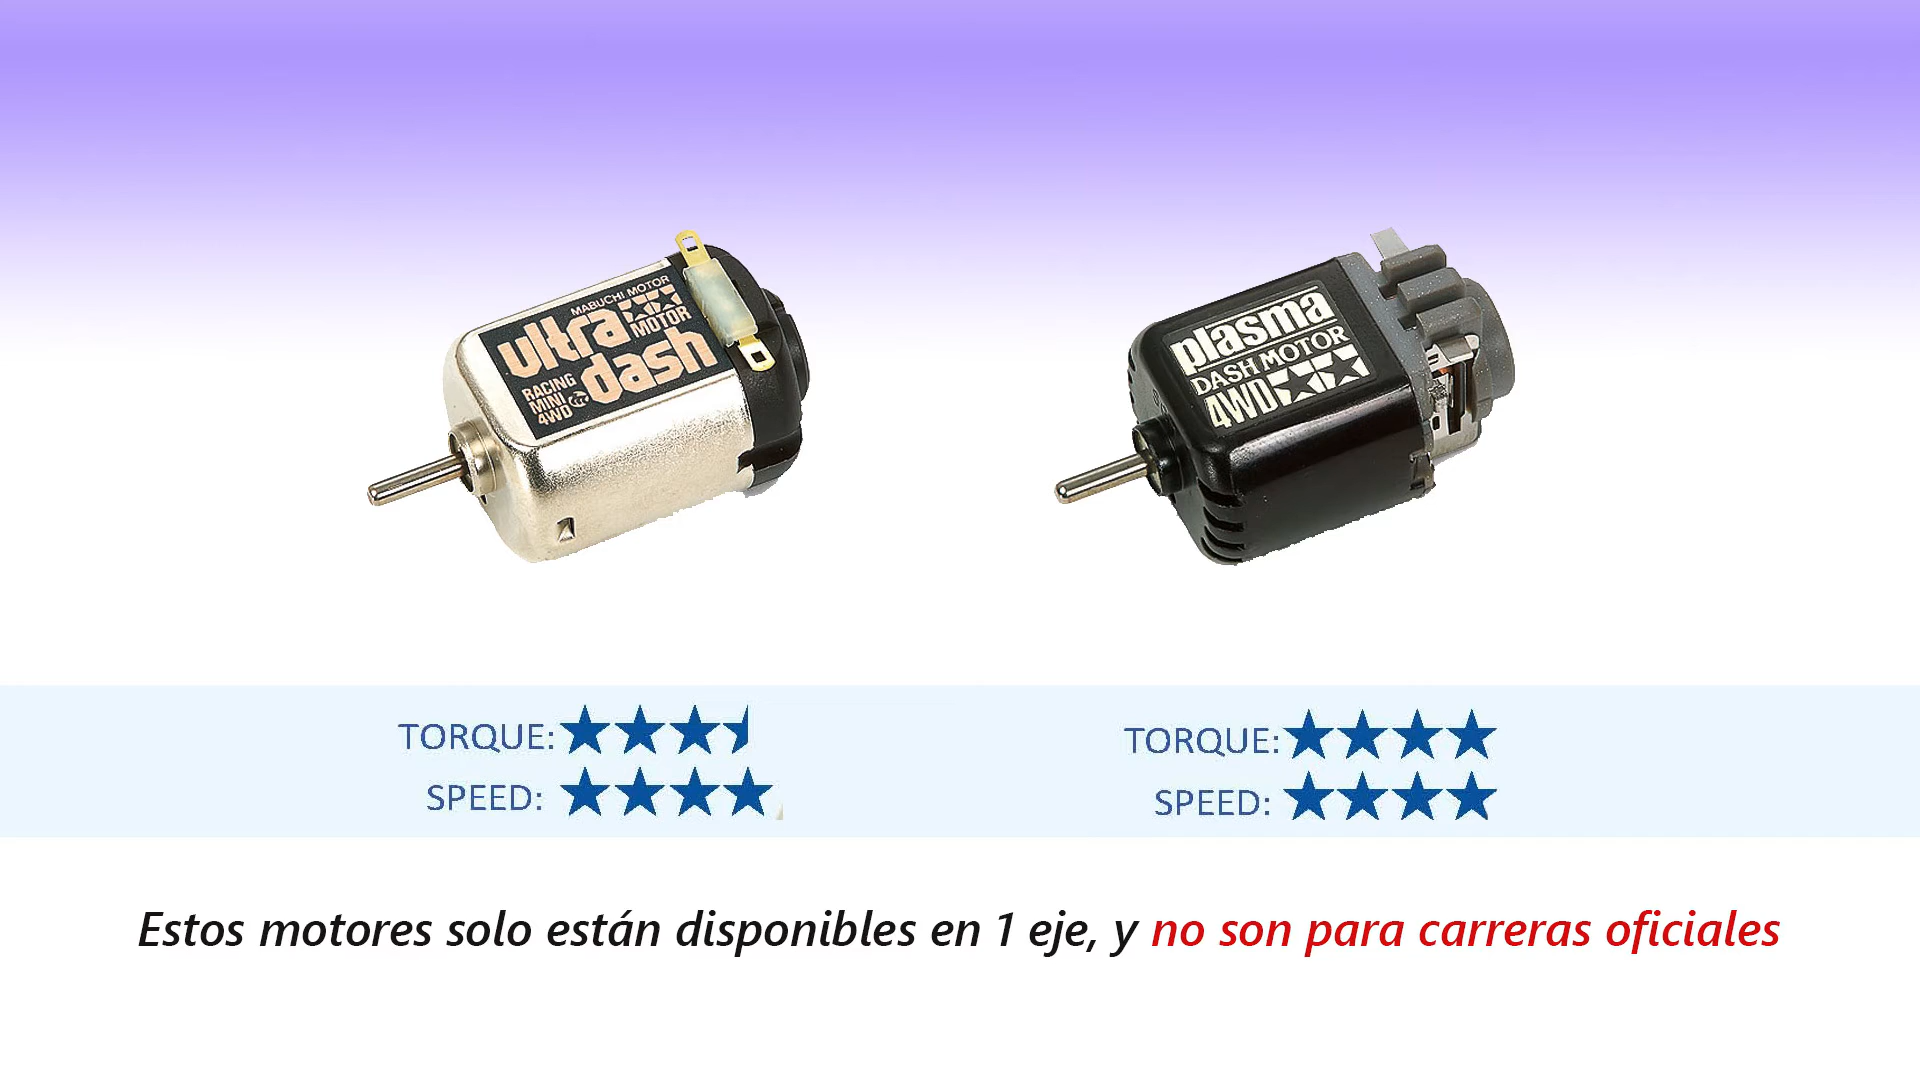 MABUCHI MOTOR
ultra
MOTOR
dash
RACING
MINI
4WD
plasma
DASH MOTOR
4WD
TORQUE:
SPEED:
TORQUE:
SPEED:
Estos motores solo están disponibles en 1 eje, y no son para carreras oficiales